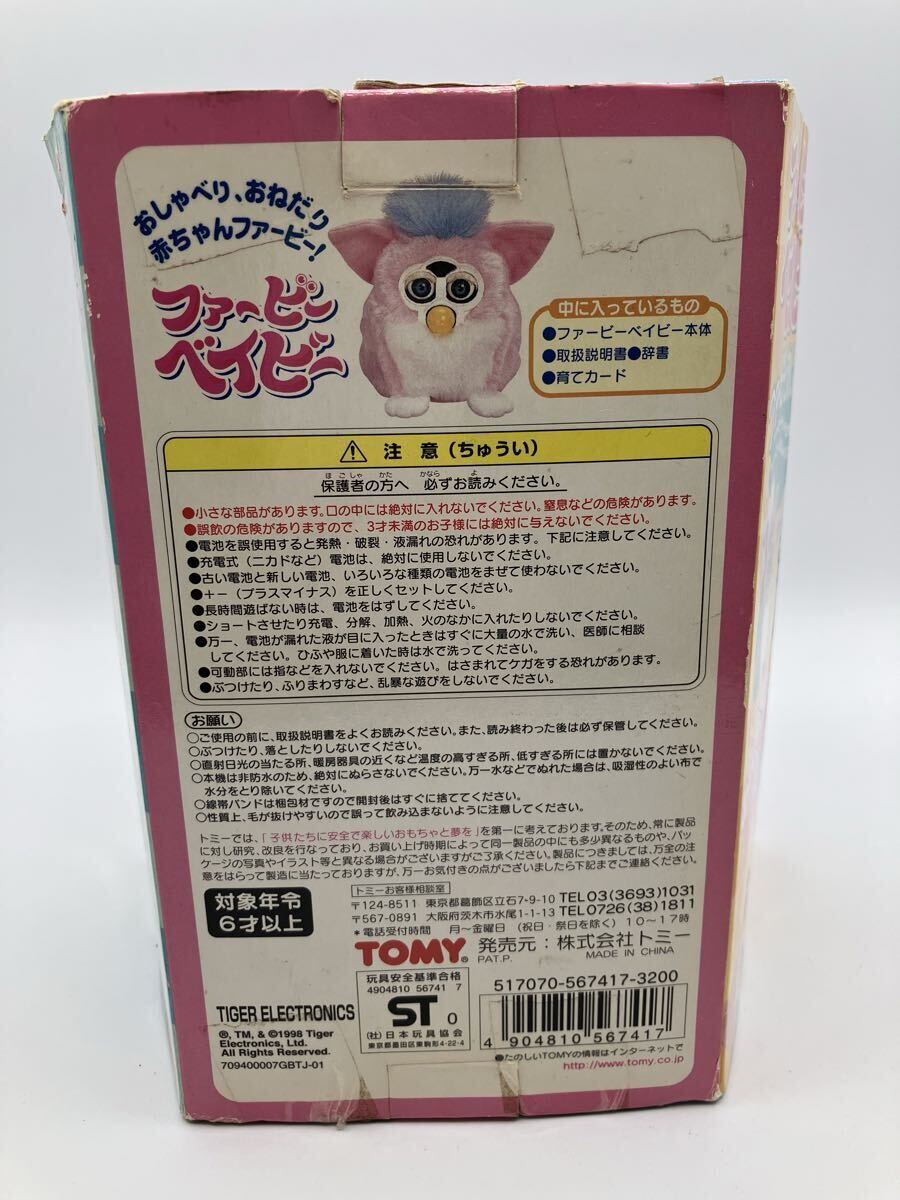 おしゃべり、おねだり
赤ちゃんファービー!
ファービー
ベイビー
中に入っているもの
●ファービーベイビー本体
●取扱説明書●辞書
●育てカード
⚠ 注 意(ちゅうい)
保護者の方へ 必ずお読みください。
●小さな部品があります。口の中には絶対に入れないでください。窒息などの危険があります。
●誤飲の危険がありますので、3才未満のお子様には絶対に与えないでください。
●電池を誤使用すると発熱・破裂・液漏れの恐れがあります。下記に注意してください。
●充電式(ニカドなど)電池は、絶対に使用しないでください。
●古い電池と新しい電池、いろいろな種類の電池をまぜて使わないでください。
●+-(プラスマイナス)を正しくセットしてください。
●長時間遊ばない時は、電池をはずしてください。
●ショートさせたり充電、分解、加熱、火のなかに入れたりしないでください。
●万一、電池が漏れた液が目に入ったときはすぐに大量の水で洗い、医師に相談
してください。ひふや服に着いた時は水で洗ってください。
●可動部には指などを入れないでください。はさまれてケガをする恐れがあります。
●ぶつけたり、ふりまわすなど、乱暴な遊びをしないでください。
お願い
○ご使用の前に、取扱説明書をよくお読みください。また、読み終わった後は必ず保管してください。
○ぶつけたり、落としたりしないでください。
○直射日光の当たる所、暖房器具の近くなど温度の高すぎる所、低すぎる所には置かないでください。
○本機は非防水のため、絶対にぬらさないでください。万一水などでぬれた場合は、吸湿性のよい布で
水分をとり除いてください。
○線帯バンドは梱包材ですので開封後はすぐに捨ててください。
○性質上、毛が抜けやすいので誤って飲み込まないように注意してください。
トミーでは、「子供たちに安全で楽しいおもちゃと夢を」を第一に考えております。そのため、常に製品
に対し研究、改良を行なっており、お買い上げ時期によって同一製品の中にも多少異なるものや、パッ
ケージの写真やイラスト等と異なる場合がございますがご了承ください。製品につきましては、万全の注
意をはらって製造に当たっておりますが、万一お気付きの点がございましたら下記までご連絡ください。
対象年令
6才以上
トミーお客様相談室
〒124-8511 東京都葛飾区立石7-9-10 TEL03(3693)1031
〒567-0891 大阪府茨木市水尾1-1-13 TEL0726(38)1811
*電話受付時間 月~金曜日(祝日・祭日を除く)10~17時
TOMY® 発売元:株式会社トミー
PAT.P. MADE IN CHINA
玩具安全基準合格
4904810 56741 7
ST 0
(社)日本玩具協会
東京都墨田区東駒形4-22-4
517070-567417-3200
4 904810 567417
●たのしいTOMYの情報はインターネットで
http://www.tomy.co.jp
TIGER ELECTRONICS
®, TM, & ©1998 Tiger
Electronics, Ltd.
All Rights Reserved.
709400007GBTJ-01